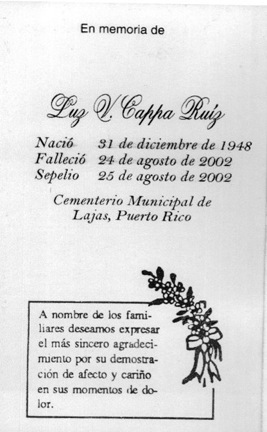 En memoria de
Luz V. Cappa Ruíz
Nació 31 de diciembre de 1948
Falleció 24 de agosto de 2002
Sepelio 25 de agosto de 2002
Cementerio Municipal de
Lajas, Puerto Rico
A nombre de los fami-
liares deseamos expresar
el más sincero agradeci-
miento por su demostra-
ción de afecto y cariño
en sus momentos de do-
lor.